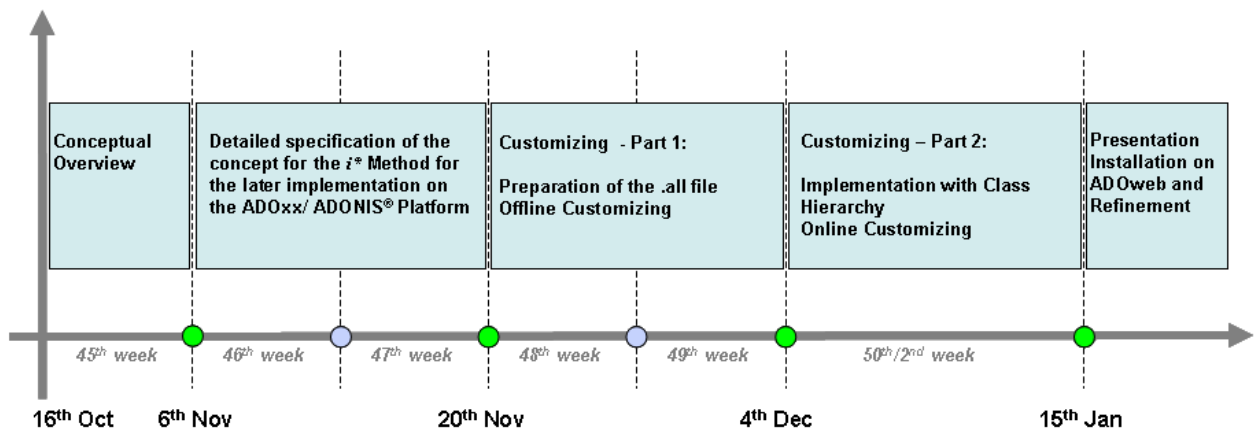 Conceptual
Overview
Detailed specification of the
concept for the i* Method for
the later implementation on
the ADOxx/ ADONIS® Platform
Customizing - Part 1:
Preparation of the .all file
Offline Customizing
Customizing – Part 2:
Implementation with Class
Hierarchy
Online Customizing
Presentation
Installation on
ADOweb and
Refinement
45th week
46th week
47th week
48th week
49th week
50th/2nd week
16th Oct
6th Nov
20th Nov
4th Dec
15th Jan